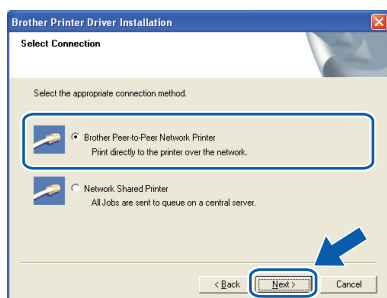 Brother Printer Driver Installation
Select Connection
Select the appropriate connection method.
Brother Peer-to-Peer Network Printer
Print directly to the printer over the network.
Network Shared Printer
All Jobs are sent to queue on a central server.
< Back Next > Cancel